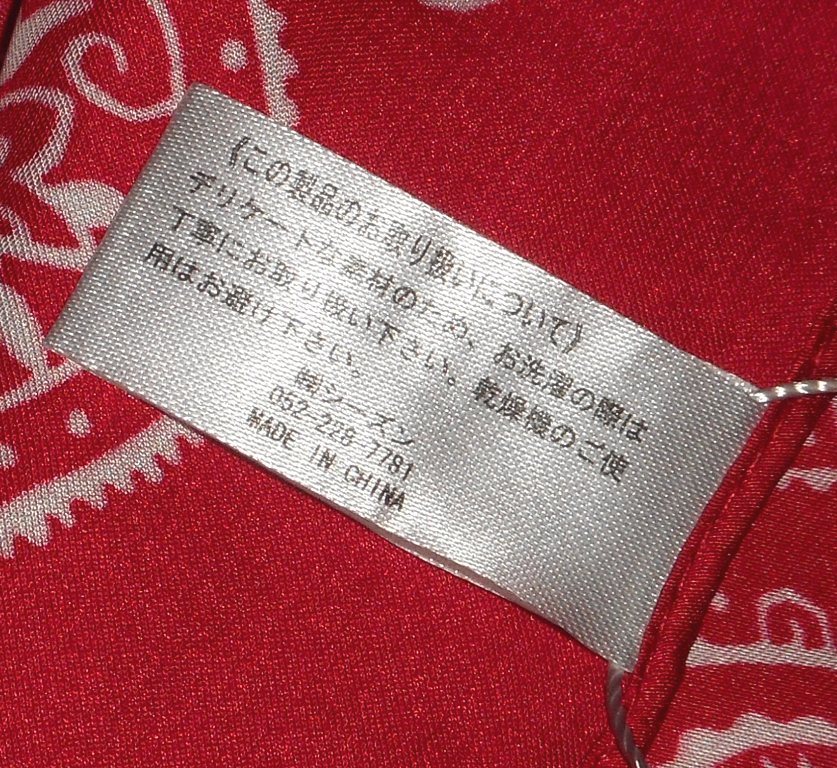 《この製品のお取り扱いについて》
デリケートな素材のため、お洗濯の際は
丁寧にお取り扱い下さい。乾燥機のご使
用はお避け下さい。
㈱シーズン
052-229-7781
MADE IN CHINA